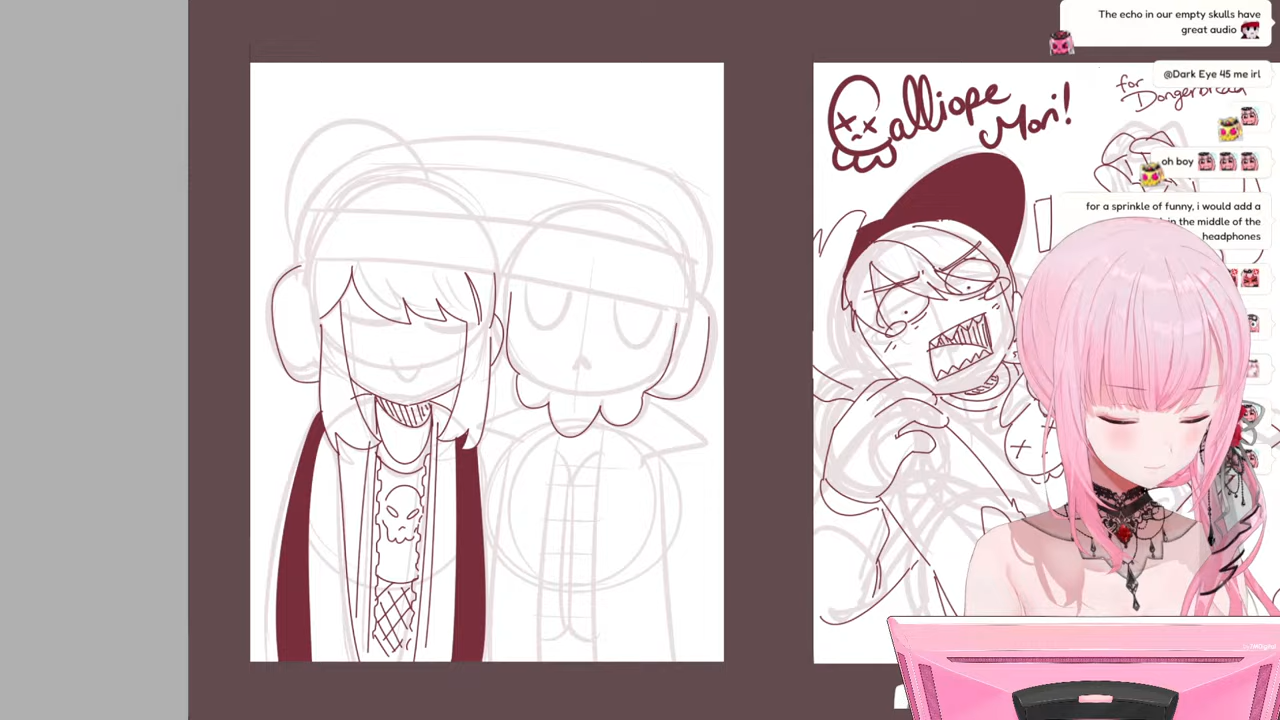 The echo in our empty skulls have
great audio
@Dark Eye 45 me irl
Calliope
Mori!
for
Dongerbread
oh boy
for a sprinkle of funny, i would add a
in the middle of the
headphones